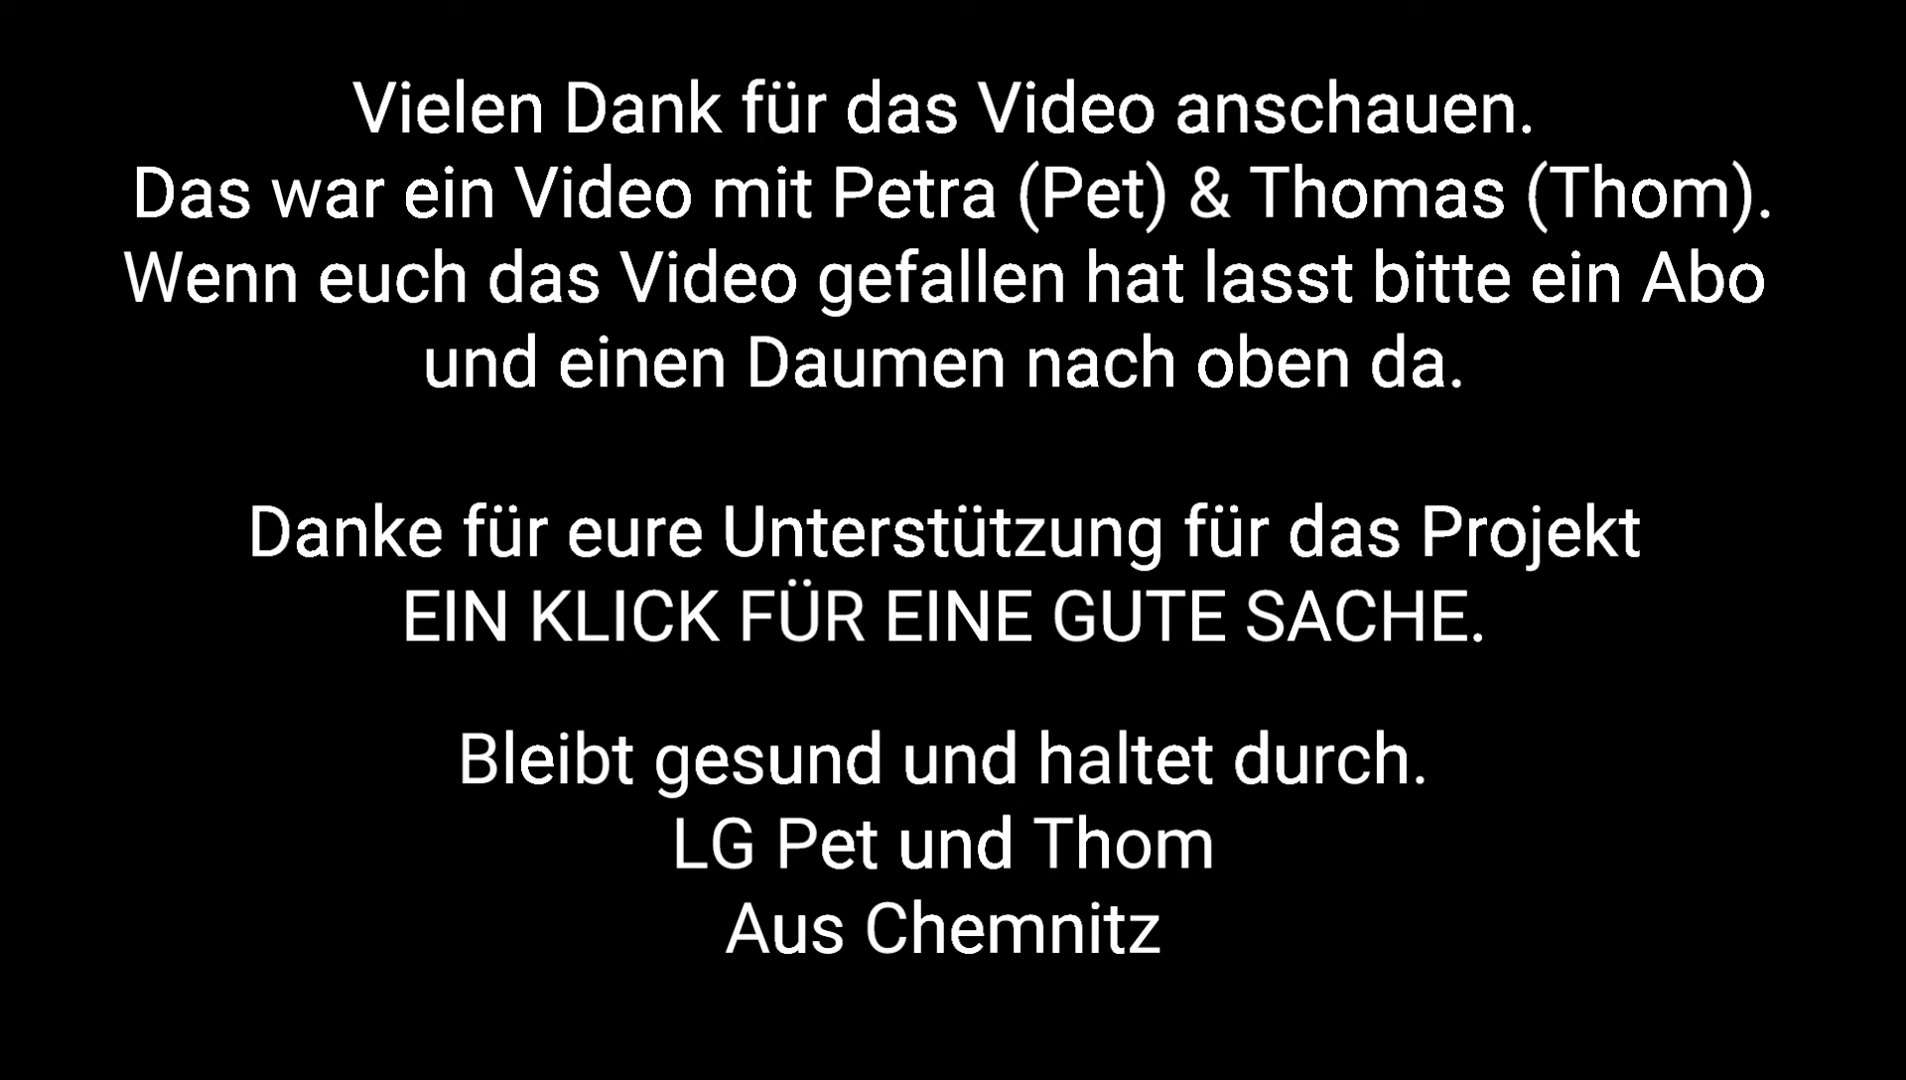 Vielen Dank für das Video anschauen.
Das war ein Video mit Petra (Pet) & Thomas (Thom).
Wenn euch das Video gefallen hat lasst bitte ein Abo
und einen Daumen nach oben da.
Danke für eure Unterstützung für das Projekt
EIN KLICK FÜR EINE GUTE SACHE.
Bleibt gesund und haltet durch.
LG Pet und Thom
Aus Chemnitz